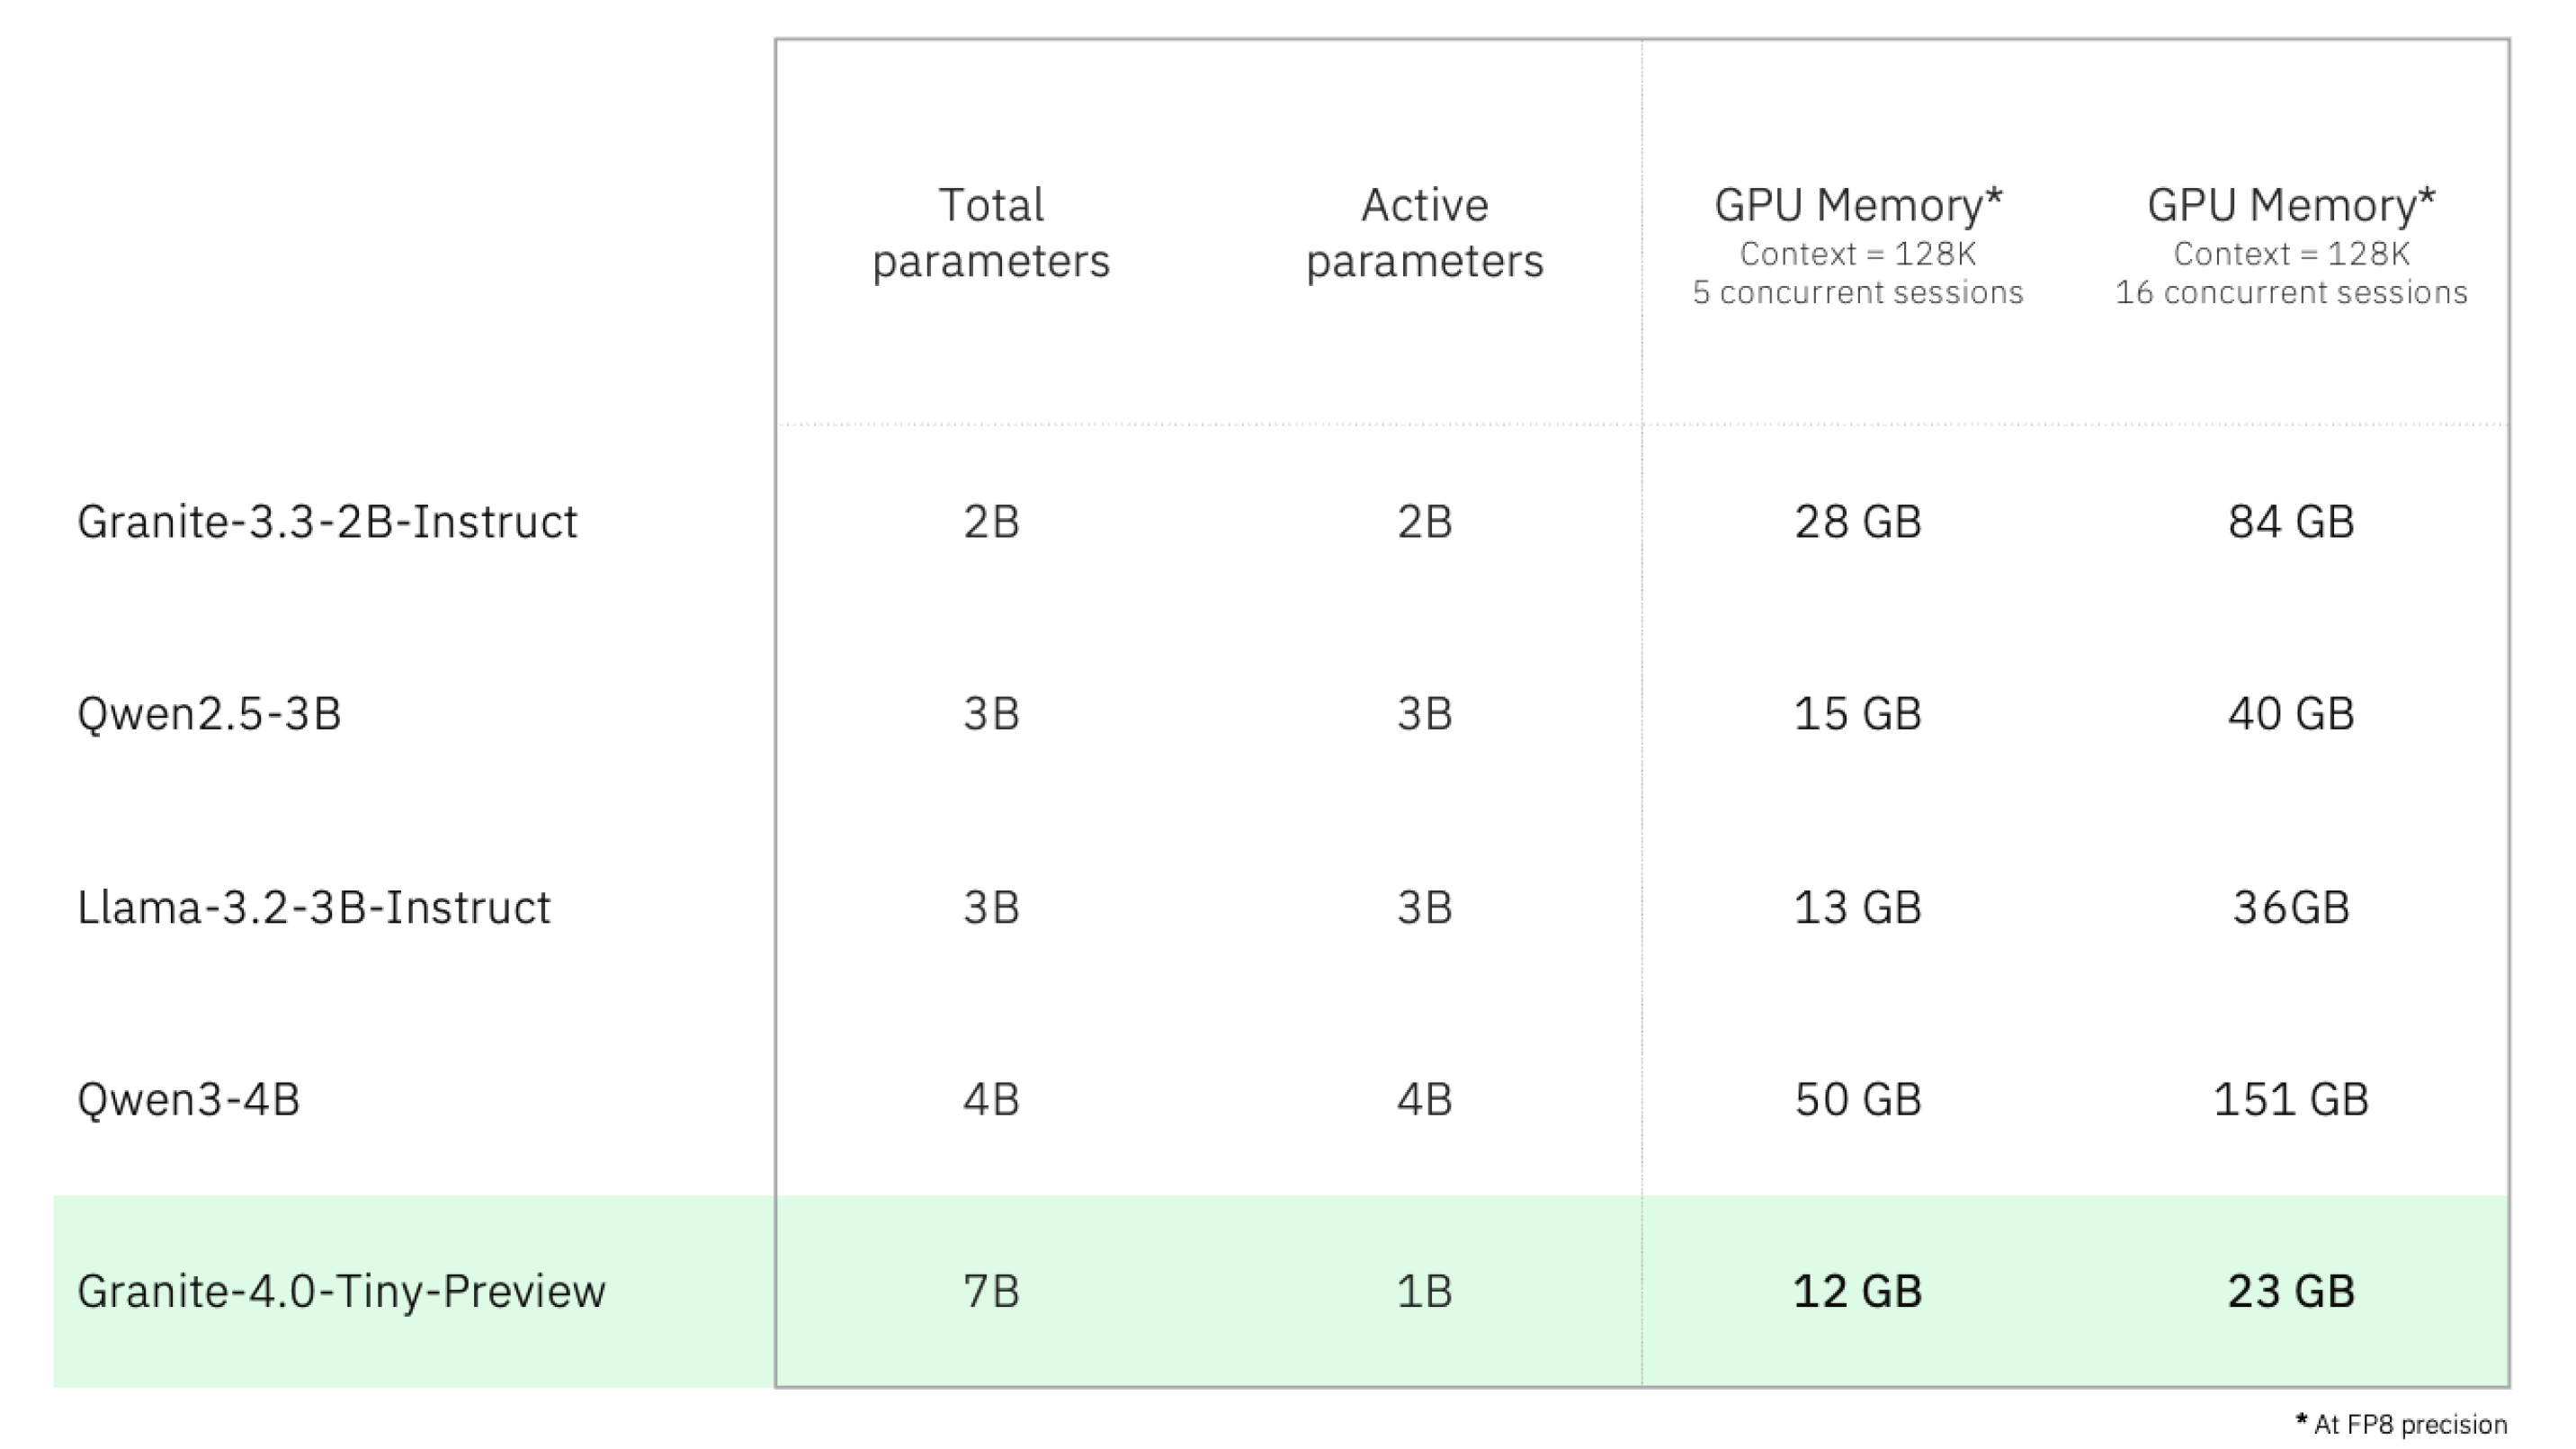 Total parameters
Active parameters
GPU Memory*
Context = 128K
5 concurrent sessions
GPU Memory*
Context = 128K
16 concurrent sessions
Granite-3.3-2B-Instruct 2B 2B 28 GB 84 GB
Qwen2.5-3B 3B 3B 15 GB 40 GB
Llama-3.2-3B-Instruct 3B 3B 13 GB 36GB
Qwen3-4B 4B 4B 50 GB 151 GB
Granite-4.0-Tiny-Preview 7B 1B 12 GB 23 GB
* At FP8 precision